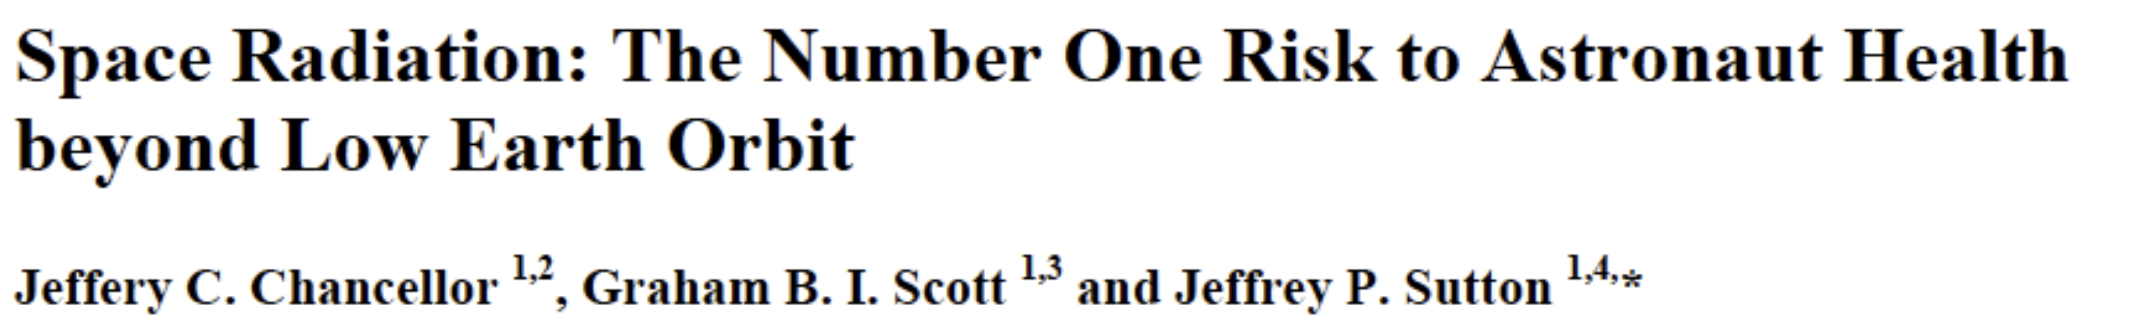 Space Radiation: The Number One Risk to Astronaut Health
beyond Low Earth Orbit
Jeffery C. Chancellor 1,2, Graham B. I. Scott 1,3 and Jeffrey P. Sutton 1,4,*